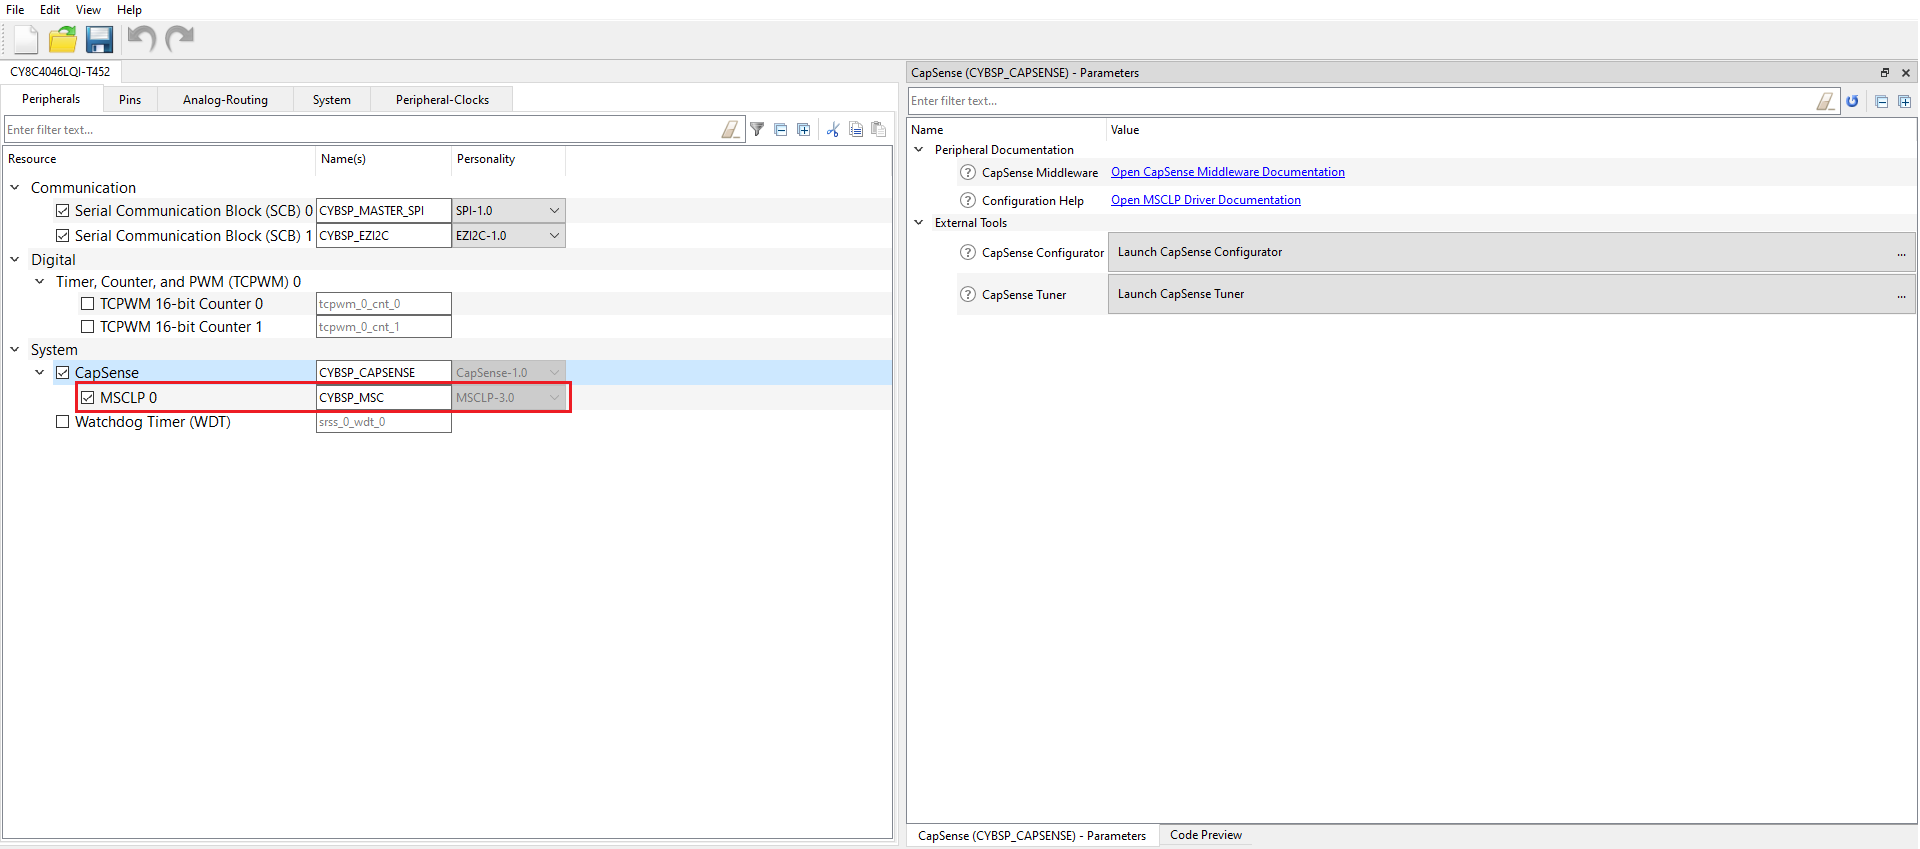 File Edit View Help
CY8C4046LQI-T452
Peripherals Pins Analog-Routing System Peripheral-Clocks
Enter filter text...
Resource Name(s) Personality
Communication
Serial Communication Block (SCB) 0 CYBSP_MASTER_SPI SPI-1.0
Serial Communication Block (SCB) 1 CYBSP_EZI2C EZI2C-1.0
Digital
Timer, Counter, and PWM (TCPWM) 0
TCPWM 16-bit Counter 0 tcpwm_0_cnt_0
TCPWM 16-bit Counter 1 tcpwm_0_cnt_1
System
CapSense CYBSP_CAPSENSE CapSense-1.0
MSCLP 0 CYBSP_MSC MSCLP-3.0
Watchdog Timer (WDT) srss_0_wdt_0
CapSense (CYBSP_CAPSENSE) - Parameters
Enter filter text...
Name Value
Peripheral Documentation
CapSense Middleware Open CapSense Middleware Documentation
Configuration Help Open MSCLP Driver Documentation
External Tools
CapSense Configurator Launch CapSense Configurator ...
CapSense Tuner Launch CapSense Tuner ...
CapSense (CYBSP_CAPSENSE) - Parameters Code Preview